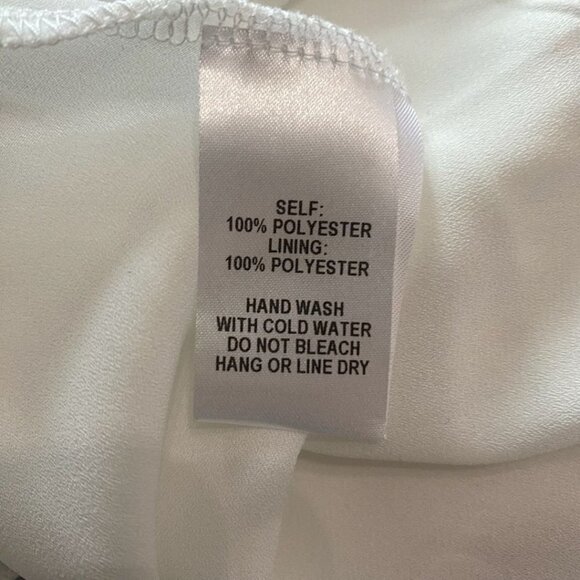 SELF:
100% POLYESTER
LINING:
100% POLYESTER
HAND WASH
WITH COLD WATER
DO NOT BLEACH
HANG OR LINE DRY